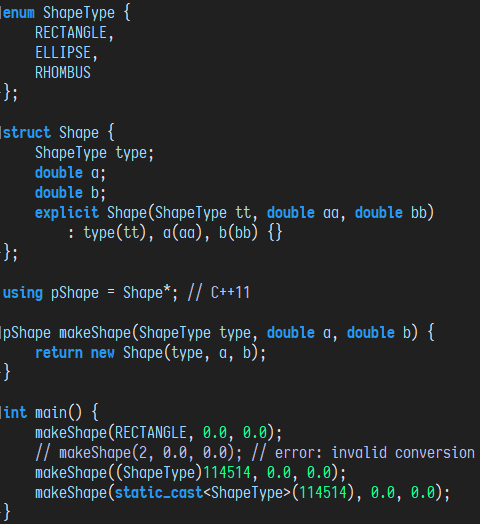 enum ShapeType {
    RECTANGLE,
    ELLIPSE,
    RHOMBUS
};

struct Shape {
    ShapeType type;
    double a;
    double b;
    explicit Shape(ShapeType tt, double aa, double bb)
        : type(tt), a(aa), b(bb) {}
};

using pShape = Shape*; // C++11

pShape makeShape(ShapeType type, double a, double b) {
    return new Shape(type, a, b);
}

int main() {
    makeShape(RECTANGLE, 0.0, 0.0);
    // makeShape(2, 0.0, 0.0); // error: invalid conversion
    makeShape((ShapeType)114514, 0.0, 0.0);
    makeShape(static_cast<ShapeType>(114514), 0.0, 0.0);
}